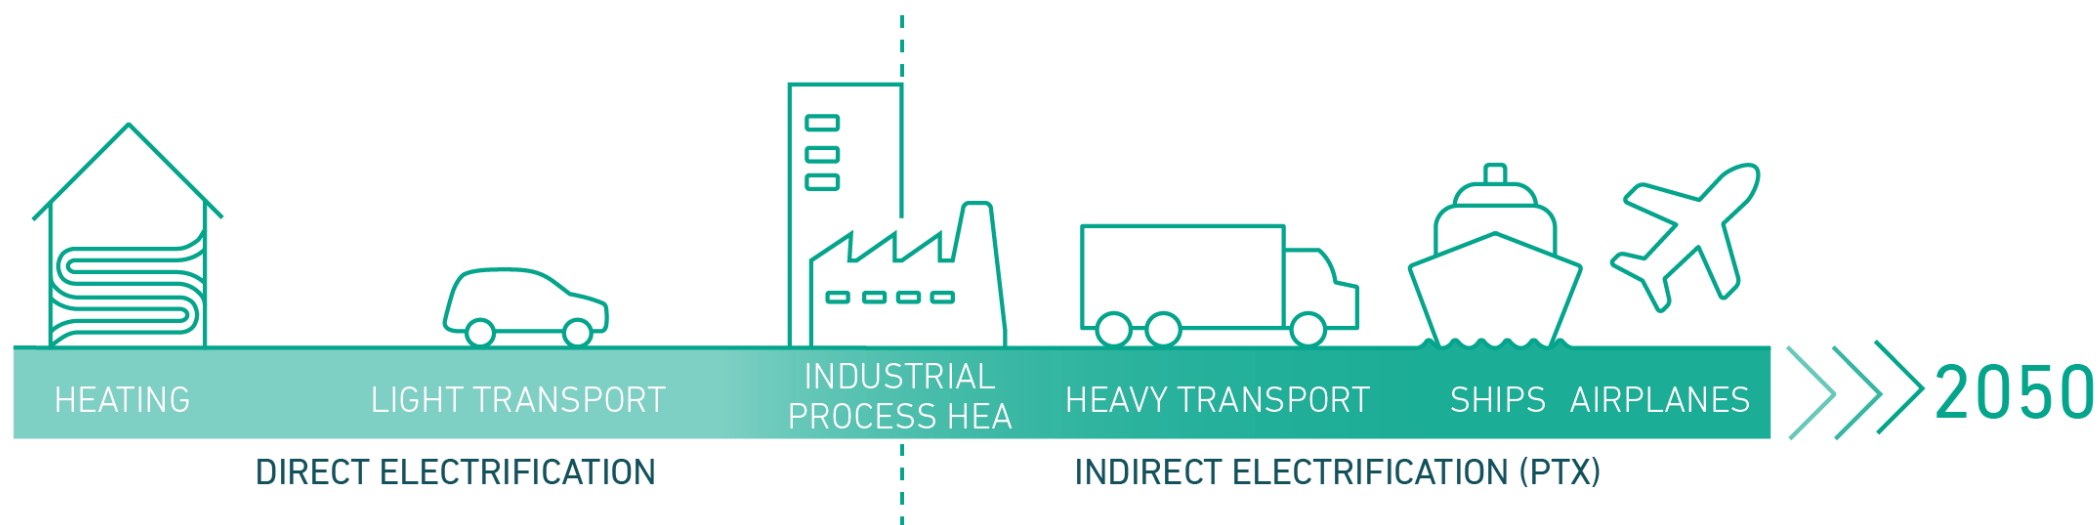 HEATING
LIGHT TRANSPORT
INDUSTRIAL
PROCESS HEA
HEAVY TRANSPORT
SHIPS
AIRPLANES
2050
DIRECT ELECTRIFICATION
INDIRECT ELECTRIFICATION (PTX)